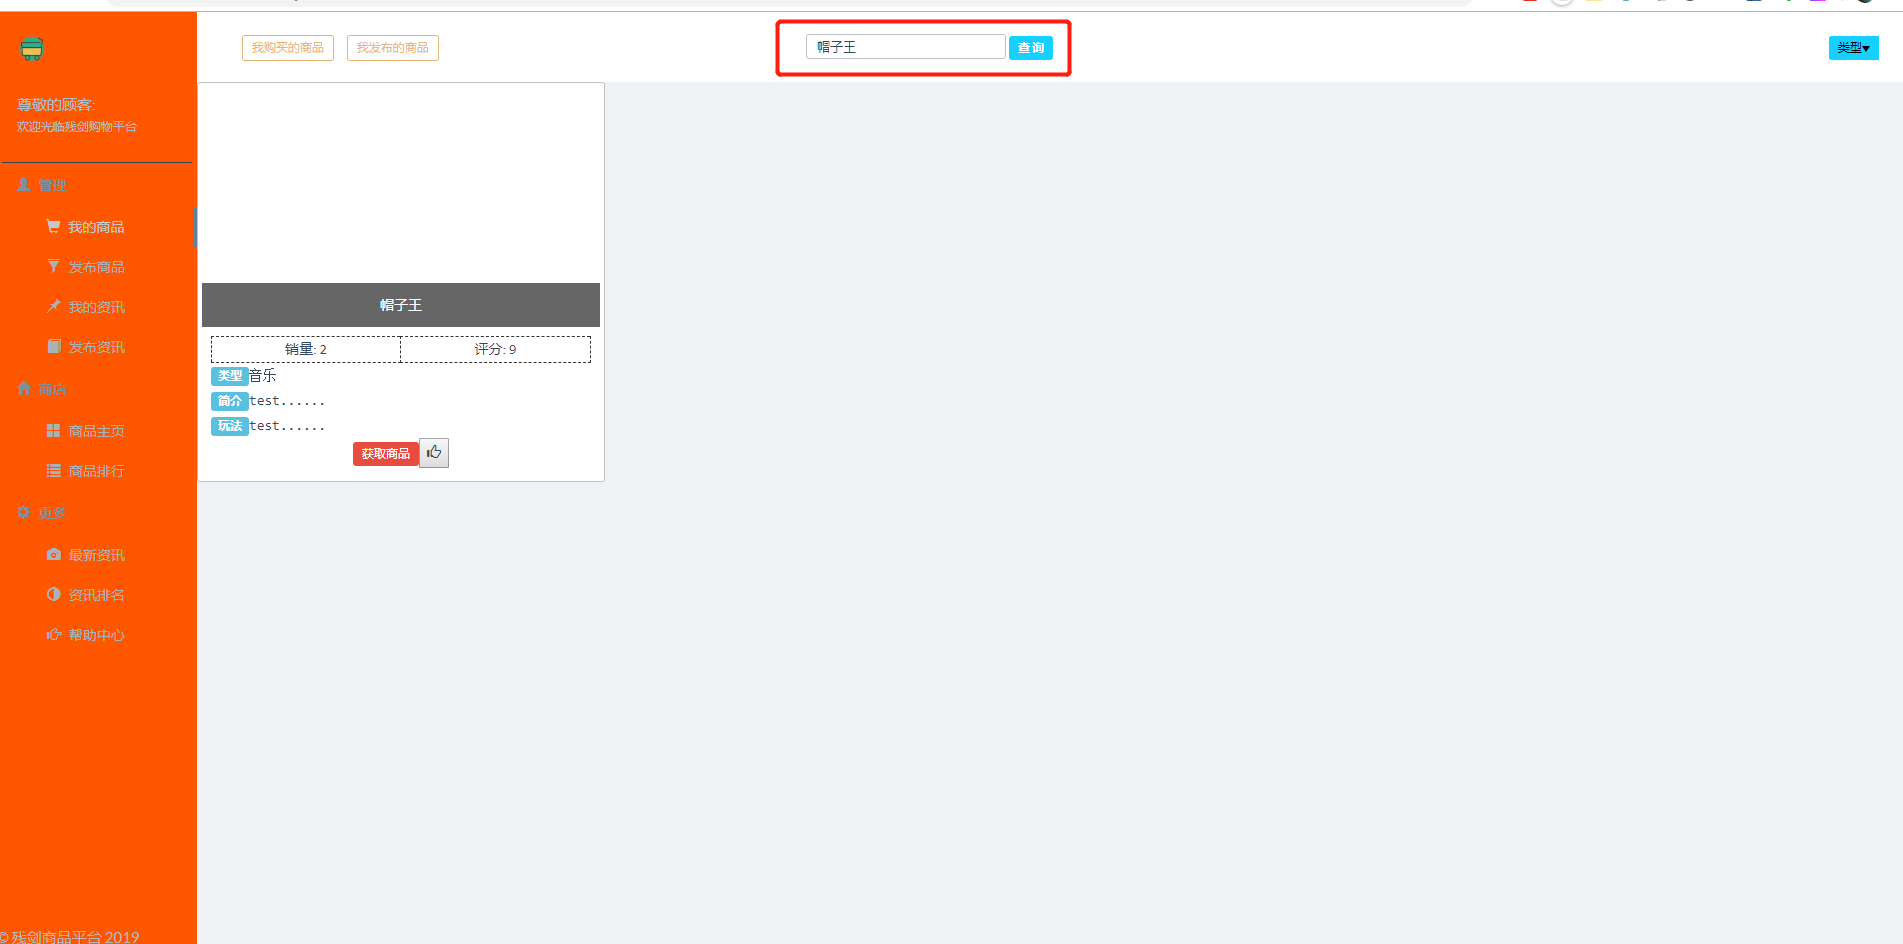 我购买的商品 我发布的商品 帽子王 查询 类型▾
尊敬的顾客:
欢迎光临残剑购物平台
管理
我的商品
发布商品
我的资讯
发布资讯
商店
商品主页
商品排行
更多
最新资讯
资讯排名
帮助中心
© 残剑商品平台 2019
帽子王
销量: 2 评分: 9
类型 音乐
简介 test......
玩法 test......
获取商品